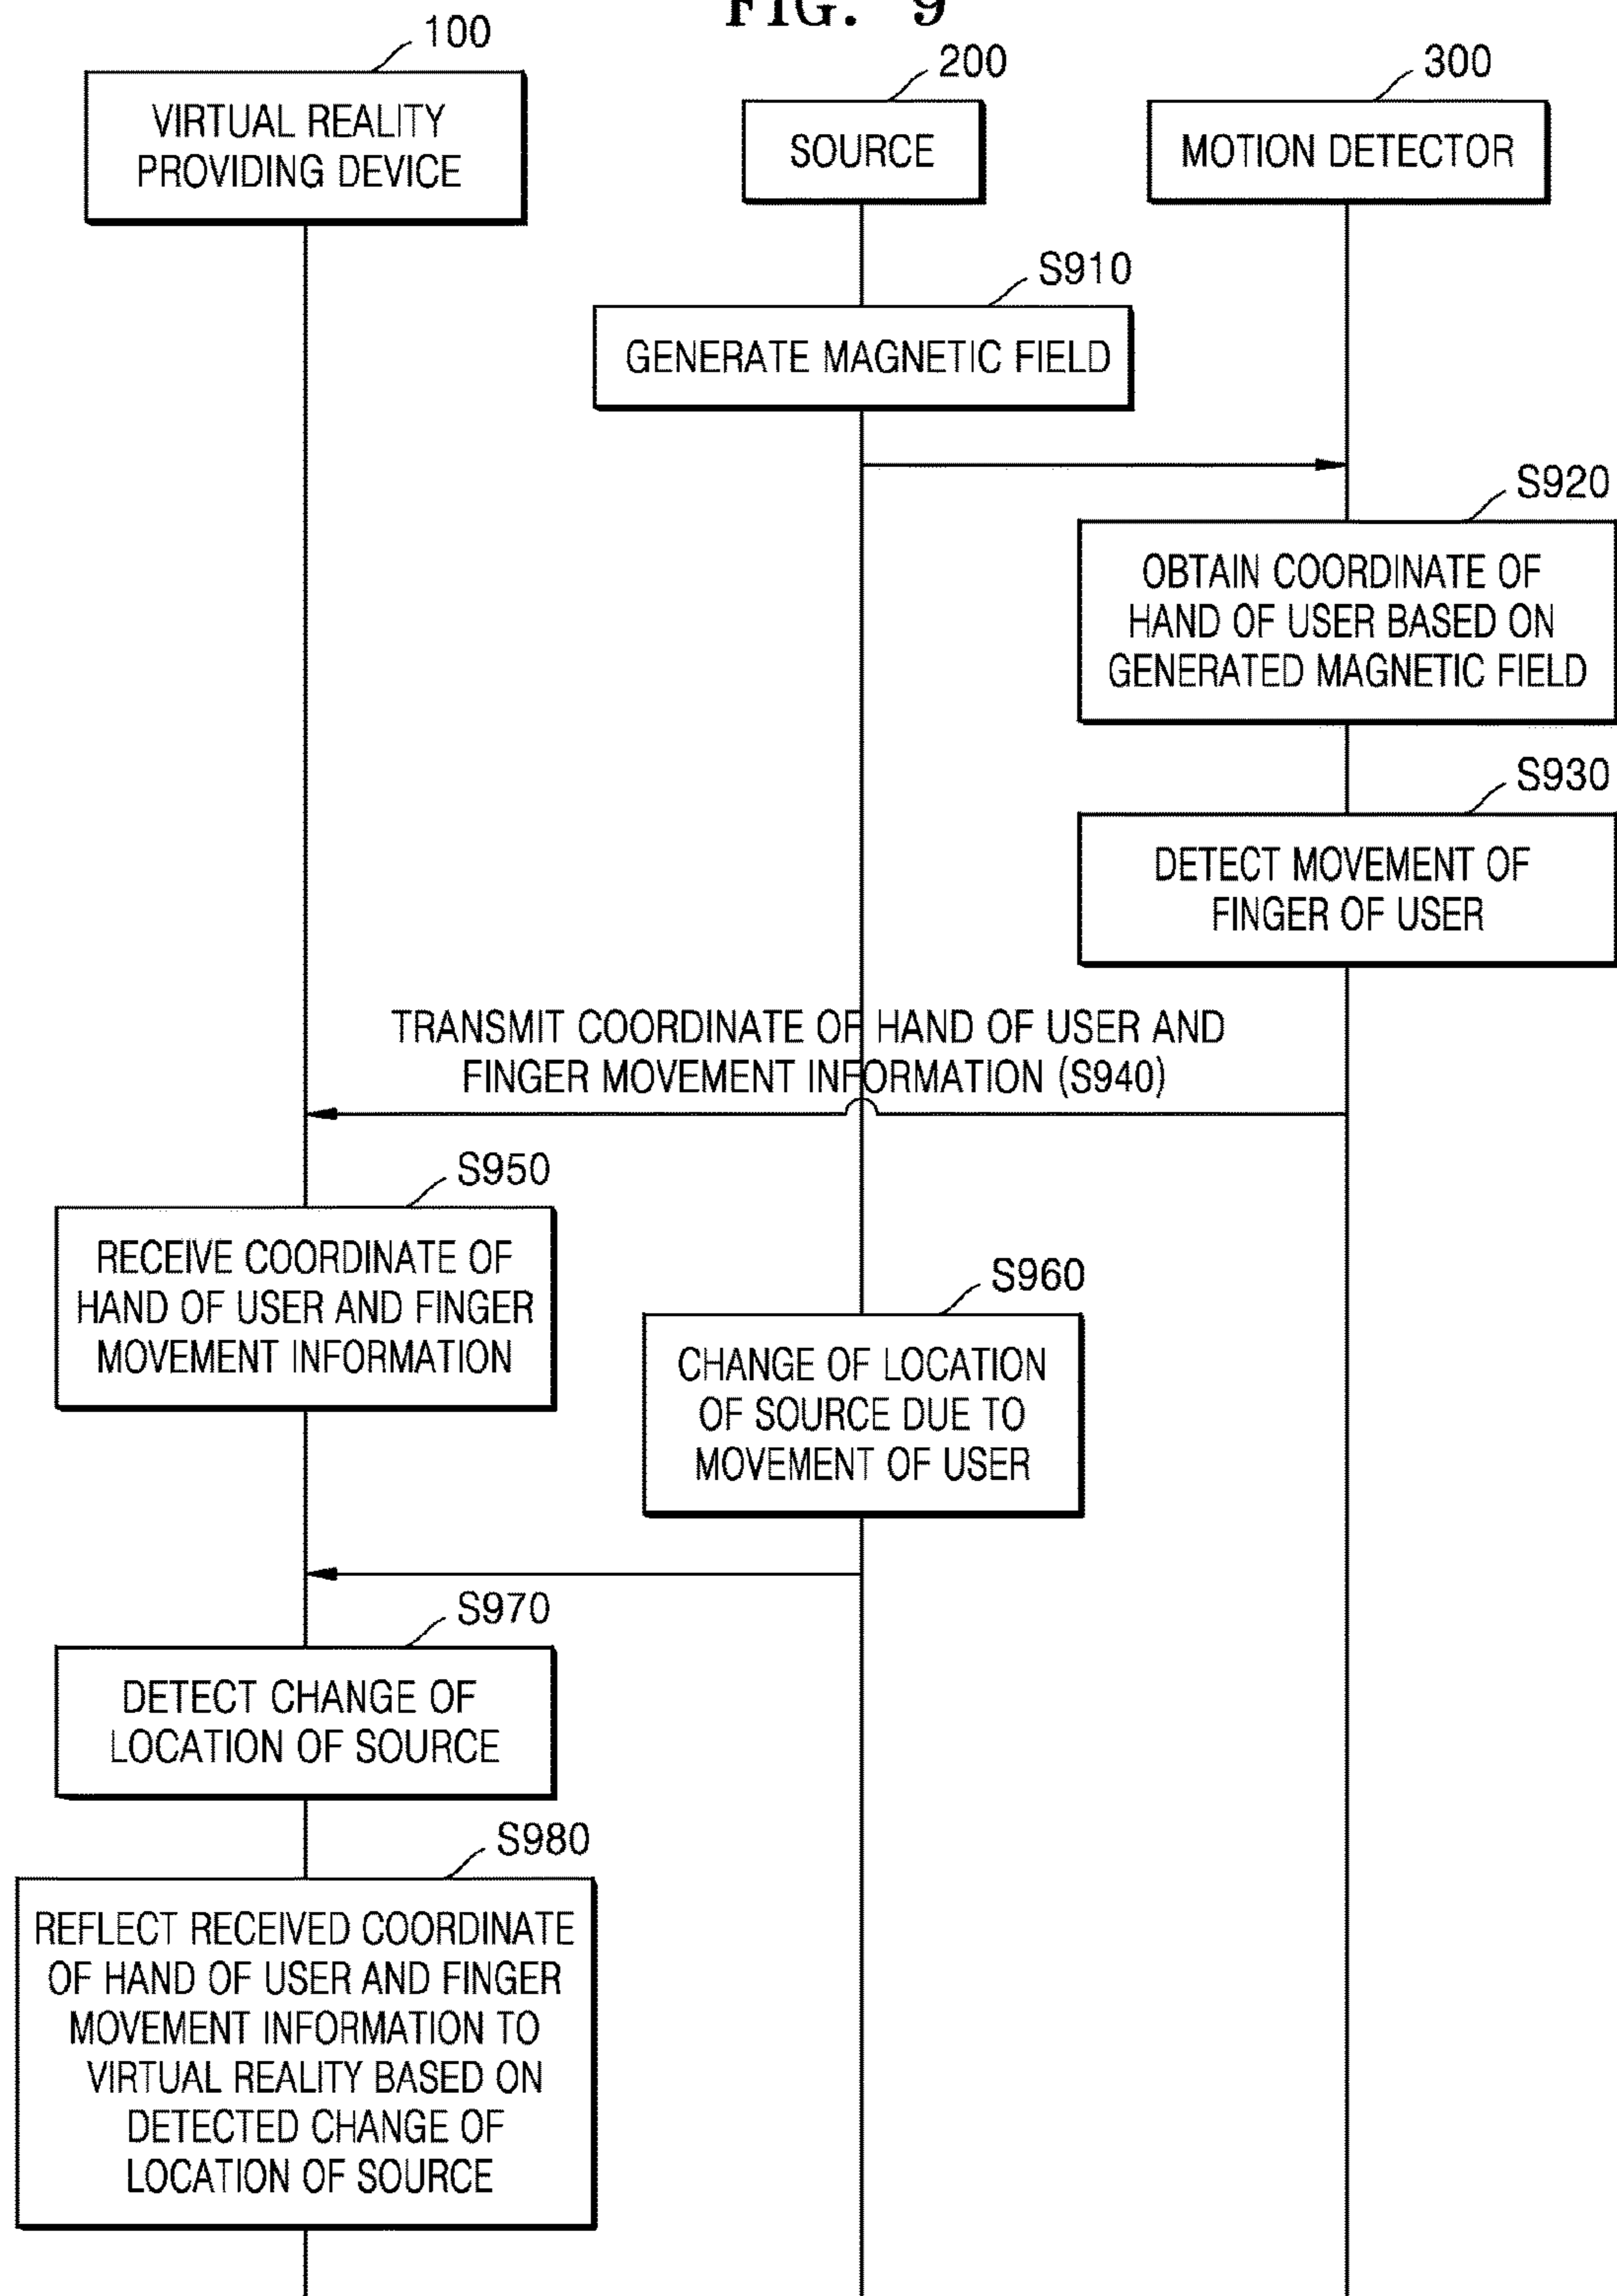 FIG. 9
100
VIRTUAL REALITY
PROVIDING DEVICE
200
SOURCE
300
MOTION DETECTOR
S910
GENERATE MAGNETIC FIELD
S920
OBTAIN COORDINATE OF
HAND OF USER BASED ON
GENERATED MAGNETIC FIELD
S930
DETECT MOVEMENT OF
FINGER OF USER
TRANSMIT COORDINATE OF HAND OF USER AND
FINGER MOVEMENT INFORMATION (S940)
S950
RECEIVE COORDINATE OF
HAND OF USER AND FINGER
MOVEMENT INFORMATION
S960
CHANGE OF LOCATION
OF SOURCE DUE TO
MOVEMENT OF USER
S970
DETECT CHANGE OF
LOCATION OF SOURCE
S980
REFLECT RECEIVED COORDINATE
OF HAND OF USER AND FINGER
MOVEMENT INFORMATION TO
VIRTUAL REALITY BASED ON
DETECTED CHANGE OF
LOCATION OF SOURCE